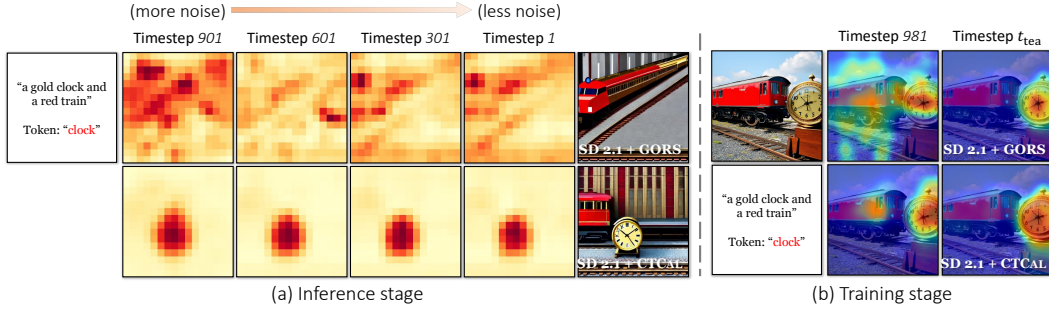 (more noise) (less noise)
Timestep 901 Timestep 601 Timestep 301 Timestep 1
"a gold clock and
a red train"
Token: "clock"
SD 2.1 + GORS
SD 2.1 + CTCAL
(a) Inference stage
Timestep 981 Timestep t_tea
SD 2.1 + GORS
"a gold clock and
a red train"
Token: "clock"
SD 2.1 + CTCAL
(b) Training stage